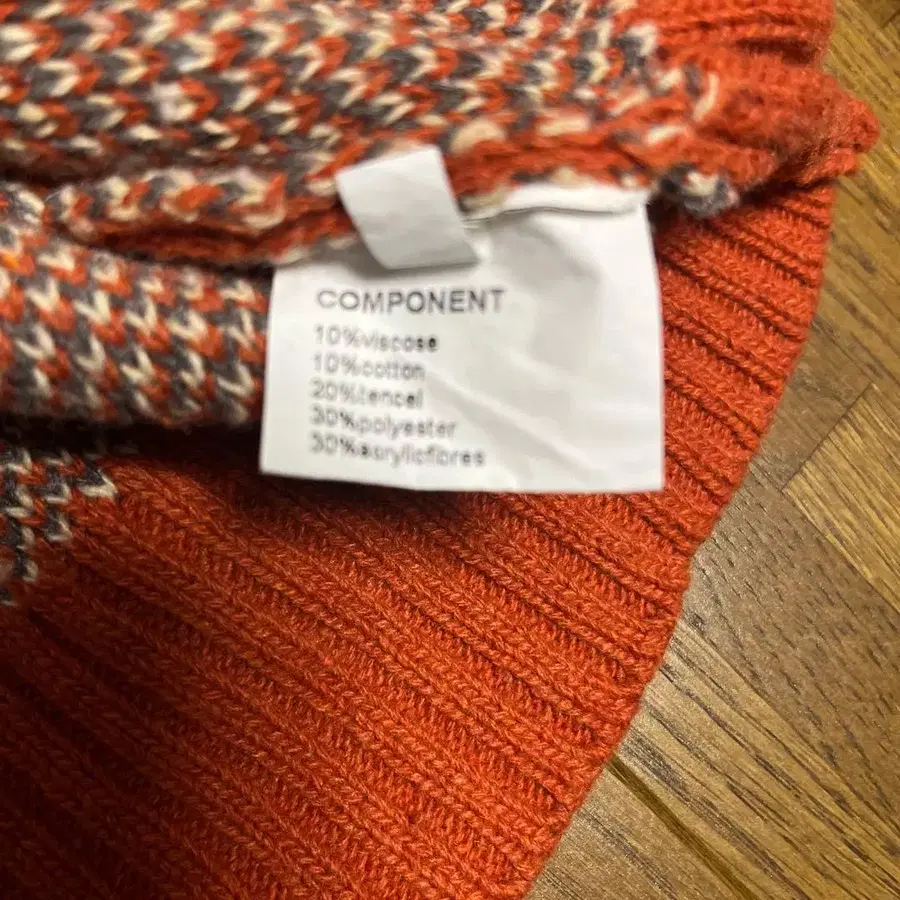 COMPONENT
10%viscose
10%cotton
20%tencel
30%polyester
30%acrylicfibres